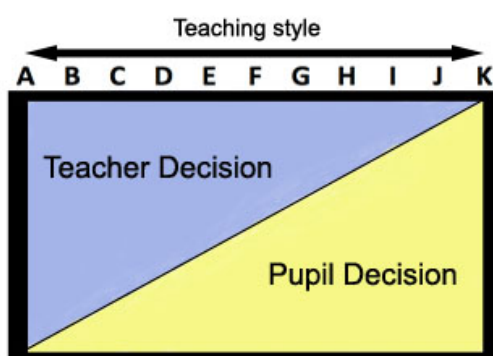 Teaching style
A B C D E F G H I J K
Teacher Decision
Pupil Decision